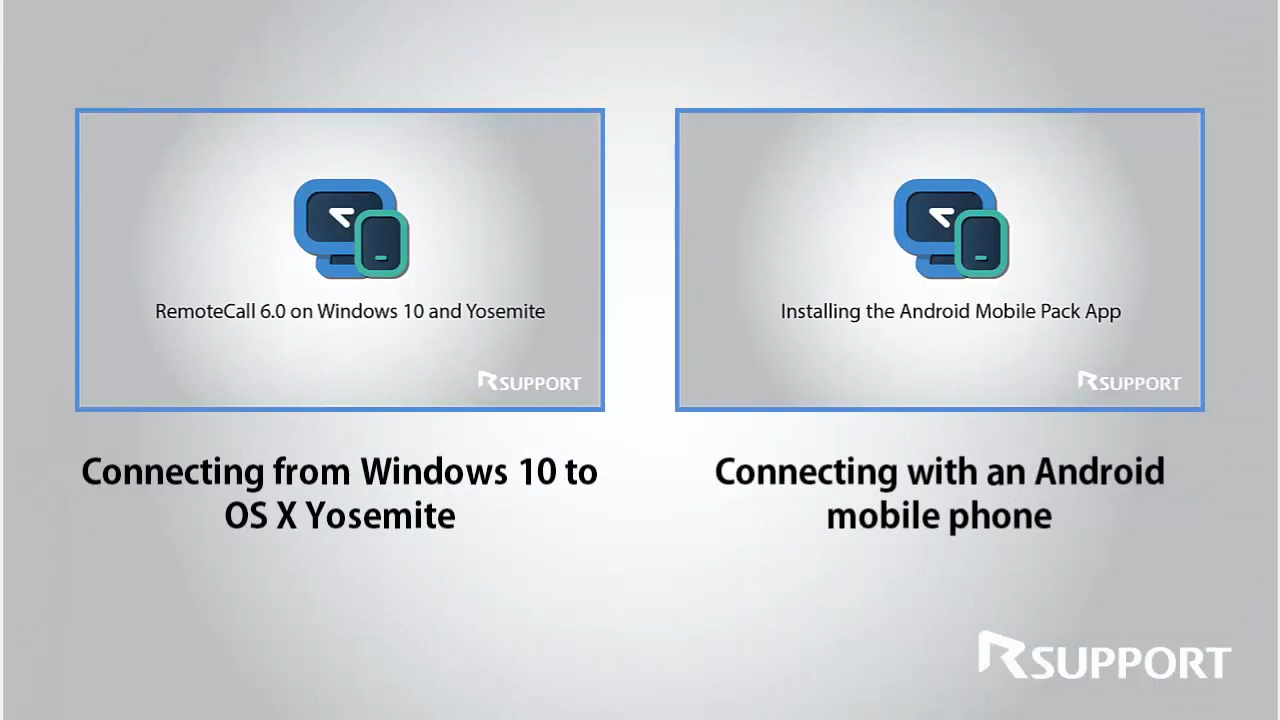 RemoteCall 6.0 on Windows 10 and Yosemite
RSUPPORT
Connecting from Windows 10 to
OS X Yosemite
Installing the Android Mobile Pack App
RSUPPORT
Connecting with an Android
mobile phone
RSUPPORT